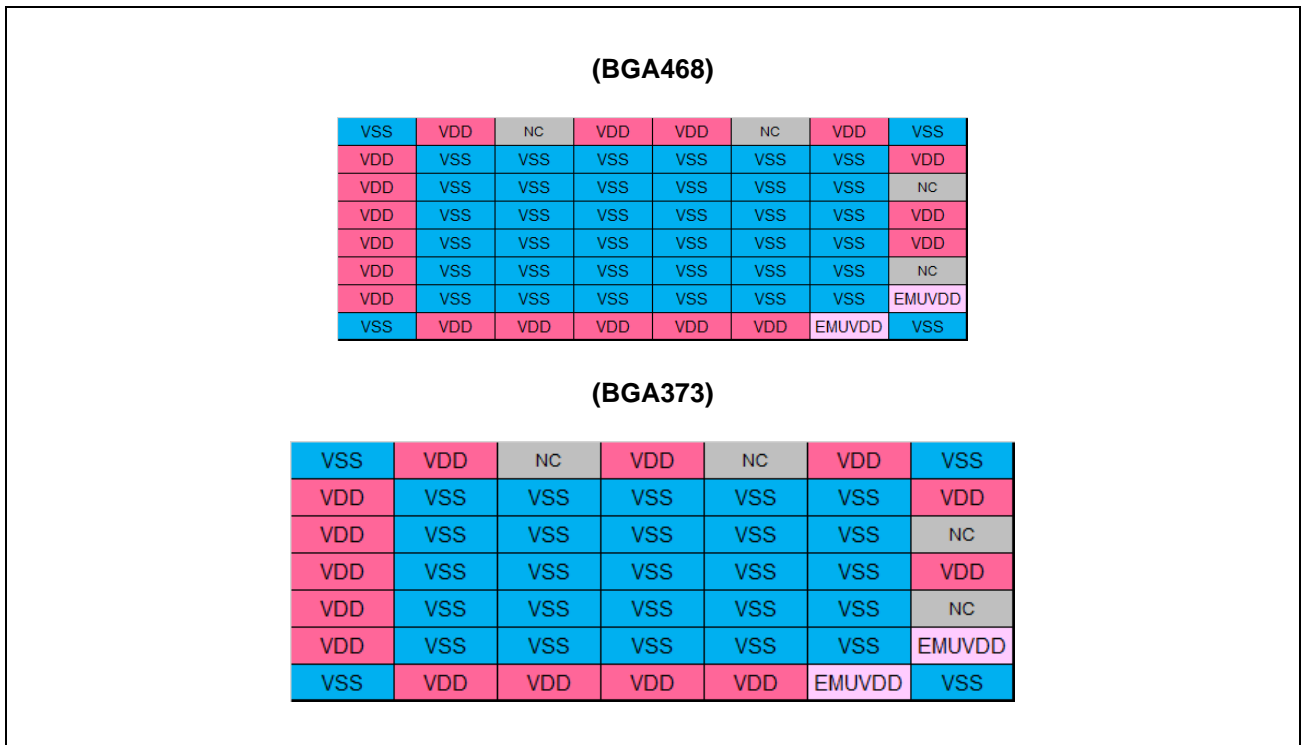 (BGA468)
VSS VDD NC VDD VDD NC VDD VSS
VDD VSS VSS VSS VSS VSS VSS VDD
VDD VSS VSS VSS VSS VSS VSS NC
VDD VSS VSS VSS VSS VSS VSS VDD
VDD VSS VSS VSS VSS VSS VSS VDD
VDD VSS VSS VSS VSS VSS VSS NC
VDD VSS VSS VSS VSS VSS VSS EMUVDD
VSS VDD VDD VDD VDD VDD EMUVDD VSS
(BGA373)
VSS VDD NC VDD NC VDD VSS
VDD VSS VSS VSS VSS VSS VDD
VDD VSS VSS VSS VSS VSS NC
VDD VSS VSS VSS VSS VSS VDD
VDD VSS VSS VSS VSS VSS NC
VDD VSS VSS VSS VSS VSS EMUVDD
VSS VDD VDD VDD VDD EMUVDD VSS